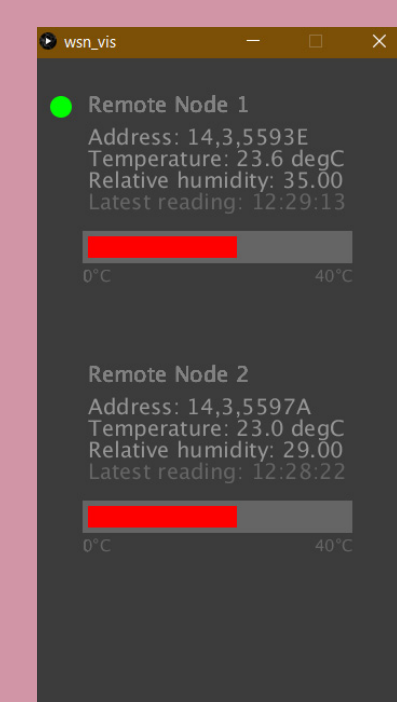 wsn_vis
Remote Node 1
Address: 14,3,5593E
Temperature: 23.6 degC
Relative humidity: 35.00
Latest reading: 12:29:13
0°C 40°C
Remote Node 2
Address: 14,3,5597A
Temperature: 23.0 degC
Relative humidity: 29.00
Latest reading: 12:28:22
0°C 40°C